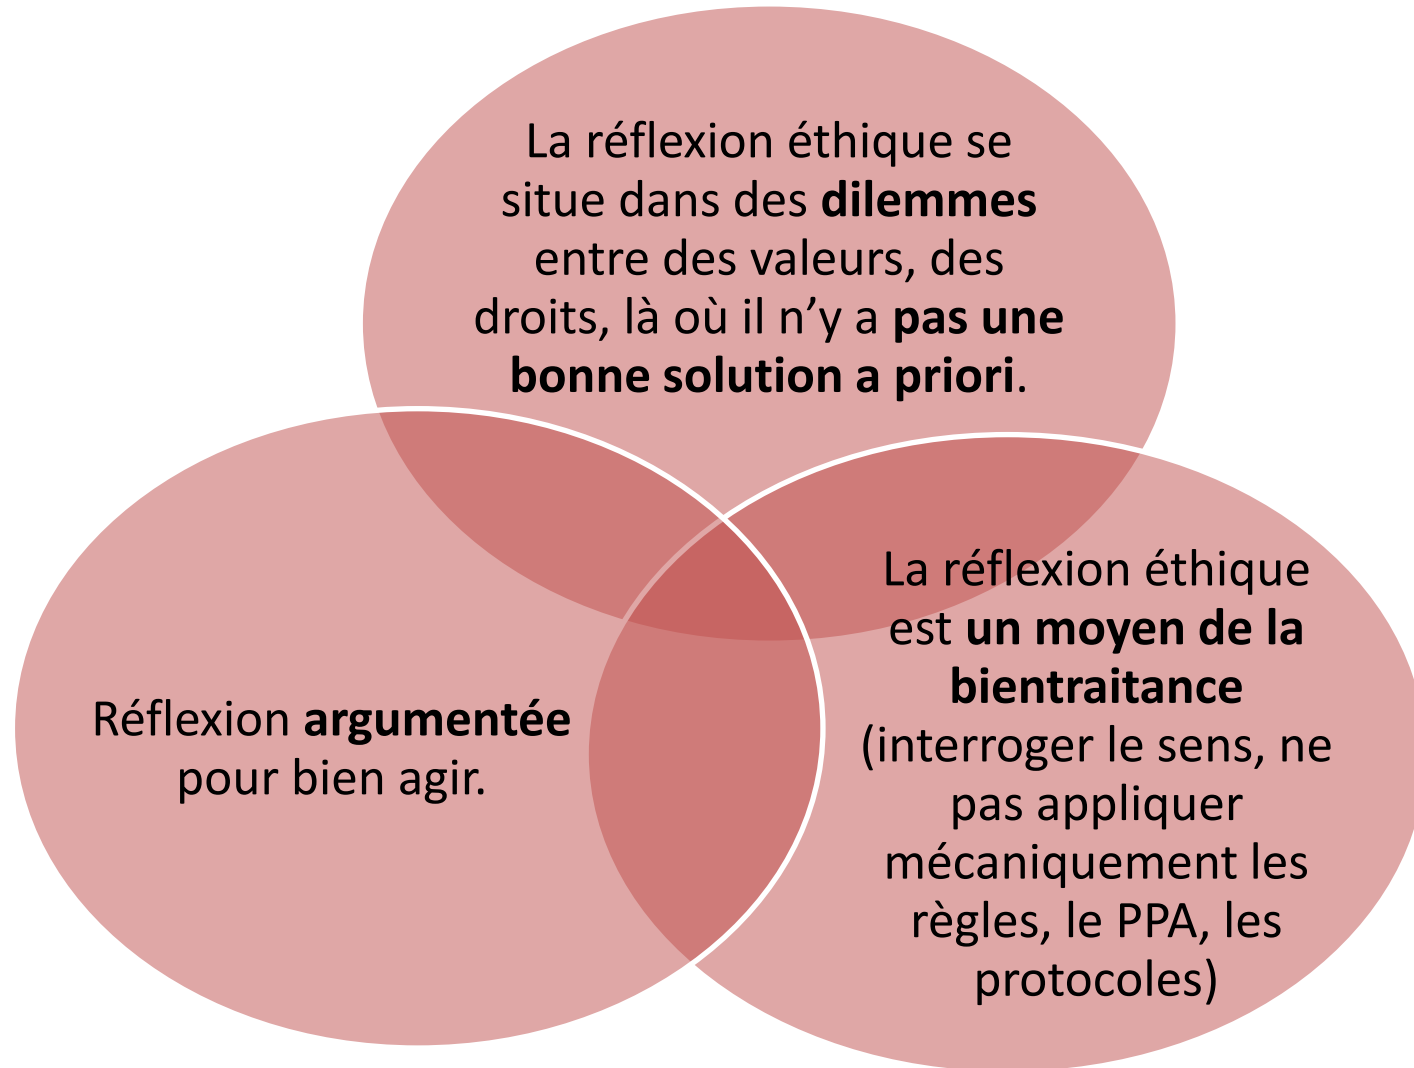 La réflexion éthique se
situe dans des dilemmes
entre des valeurs, des
droits, là où il n’y a pas une
bonne solution a priori.
Réflexion argumentée
pour bien agir.
La réflexion éthique
est un moyen de la
bientraitance
(interroger le sens, ne
pas appliquer
mécaniquement les
règles, le PPA, les
protocoles)